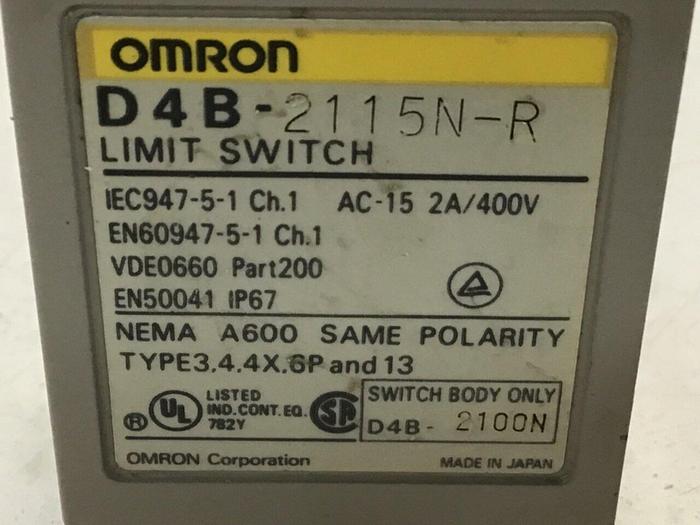 OMRON
D4B-2115N-R
LIMIT SWITCH
IEC947-5-1 Ch.1 AC-15 2A/400V
EN60947-5-1 Ch.1
VDE0660 Part200
EN50041 IP67
NEMA A600 SAME POLARITY
TYPE3.4.4X.6P and 13
® UL LISTED IND.CONT.EQ. 782Y SA
SWITCH BODY ONLY
D4B- 2100N
OMRON Corporation MADE IN JAPAN